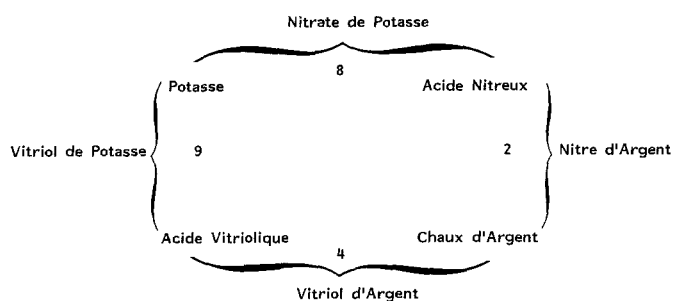 Nitrate de Potasse
8
Potasse Acide Nitreux
Vitriol de Potasse 9 2 Nitre d'Argent
Acide Vitriolique Chaux d'Argent
4
Vitriol d'Argent